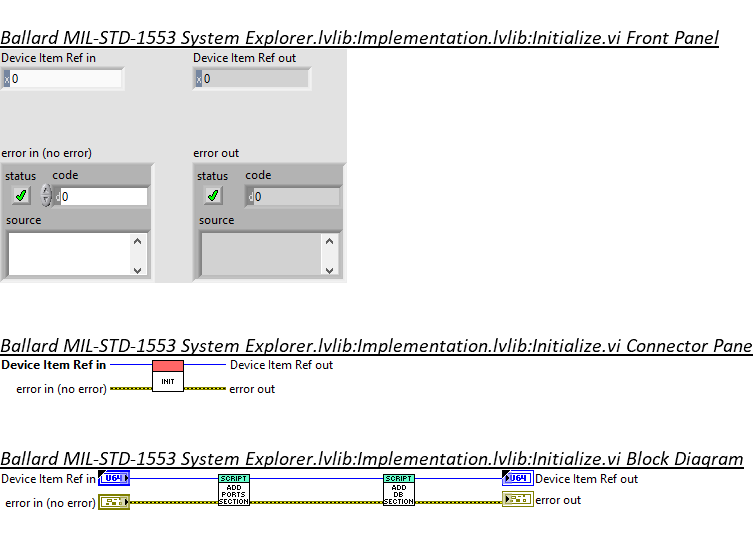 Ballard MIL-STD-1553 System Explorer.lvlib:Implementation.lvlib:Initialize.vi Front Panel
Device Item Ref in Device Item Ref out
x 0 x 0
error in (no error) error out
status code status code
d 0 d 0
source source
Ballard MIL-STD-1553 System Explorer.lvlib:Implementation.lvlib:Initialize.vi Connector Pane
Device Item Ref in Device Item Ref out
INIT
error in (no error) error out
Ballard MIL-STD-1553 System Explorer.lvlib:Implementation.lvlib:Initialize.vi Block Diagram
Device Item Ref in U64 SCRIPT SCRIPT U64 Device Item Ref out
ADD ADD
PORTS DB
error in (no error) SECTION SECTION error out